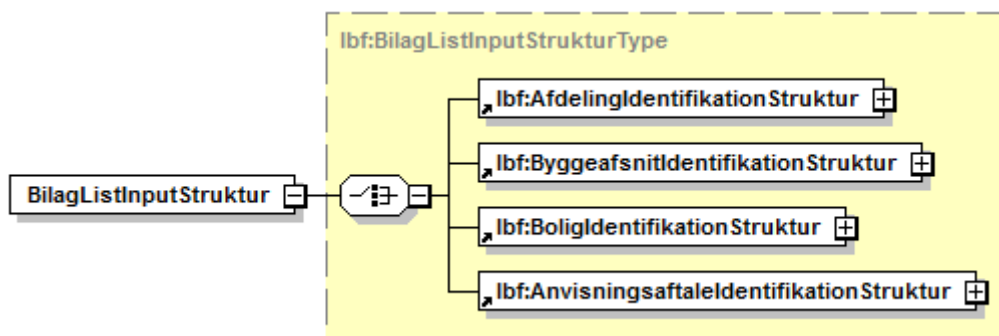 lbf:BilagListInputStrukturType
lbf:AfdelingIdentifikationStruktur
lbf:ByggeafsnitIdentifikationStruktur
BilagListInputStruktur
lbf:BoligIdentifikationStruktur
lbf:AnvisningsaftaleIdentifikationStruktur